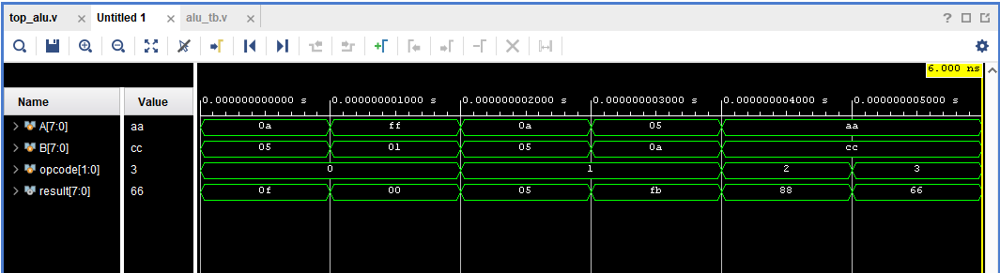 top_alu.v × Untitled 1 × alu_tb.v ×
6.000 ns
Name Value 0.000000000000 s 0.000000001000 s 0.000000002000 s 0.000000003000 s 0.000000004000 s 0.000000005000 s
A[7:0] aa 0a ff 0a 05 aa
B[7:0] cc 05 01 05 0a cc
opcode[1:0] 3 0 1 2 3
result[7:0] 66 0f 00 05 fb 88 66